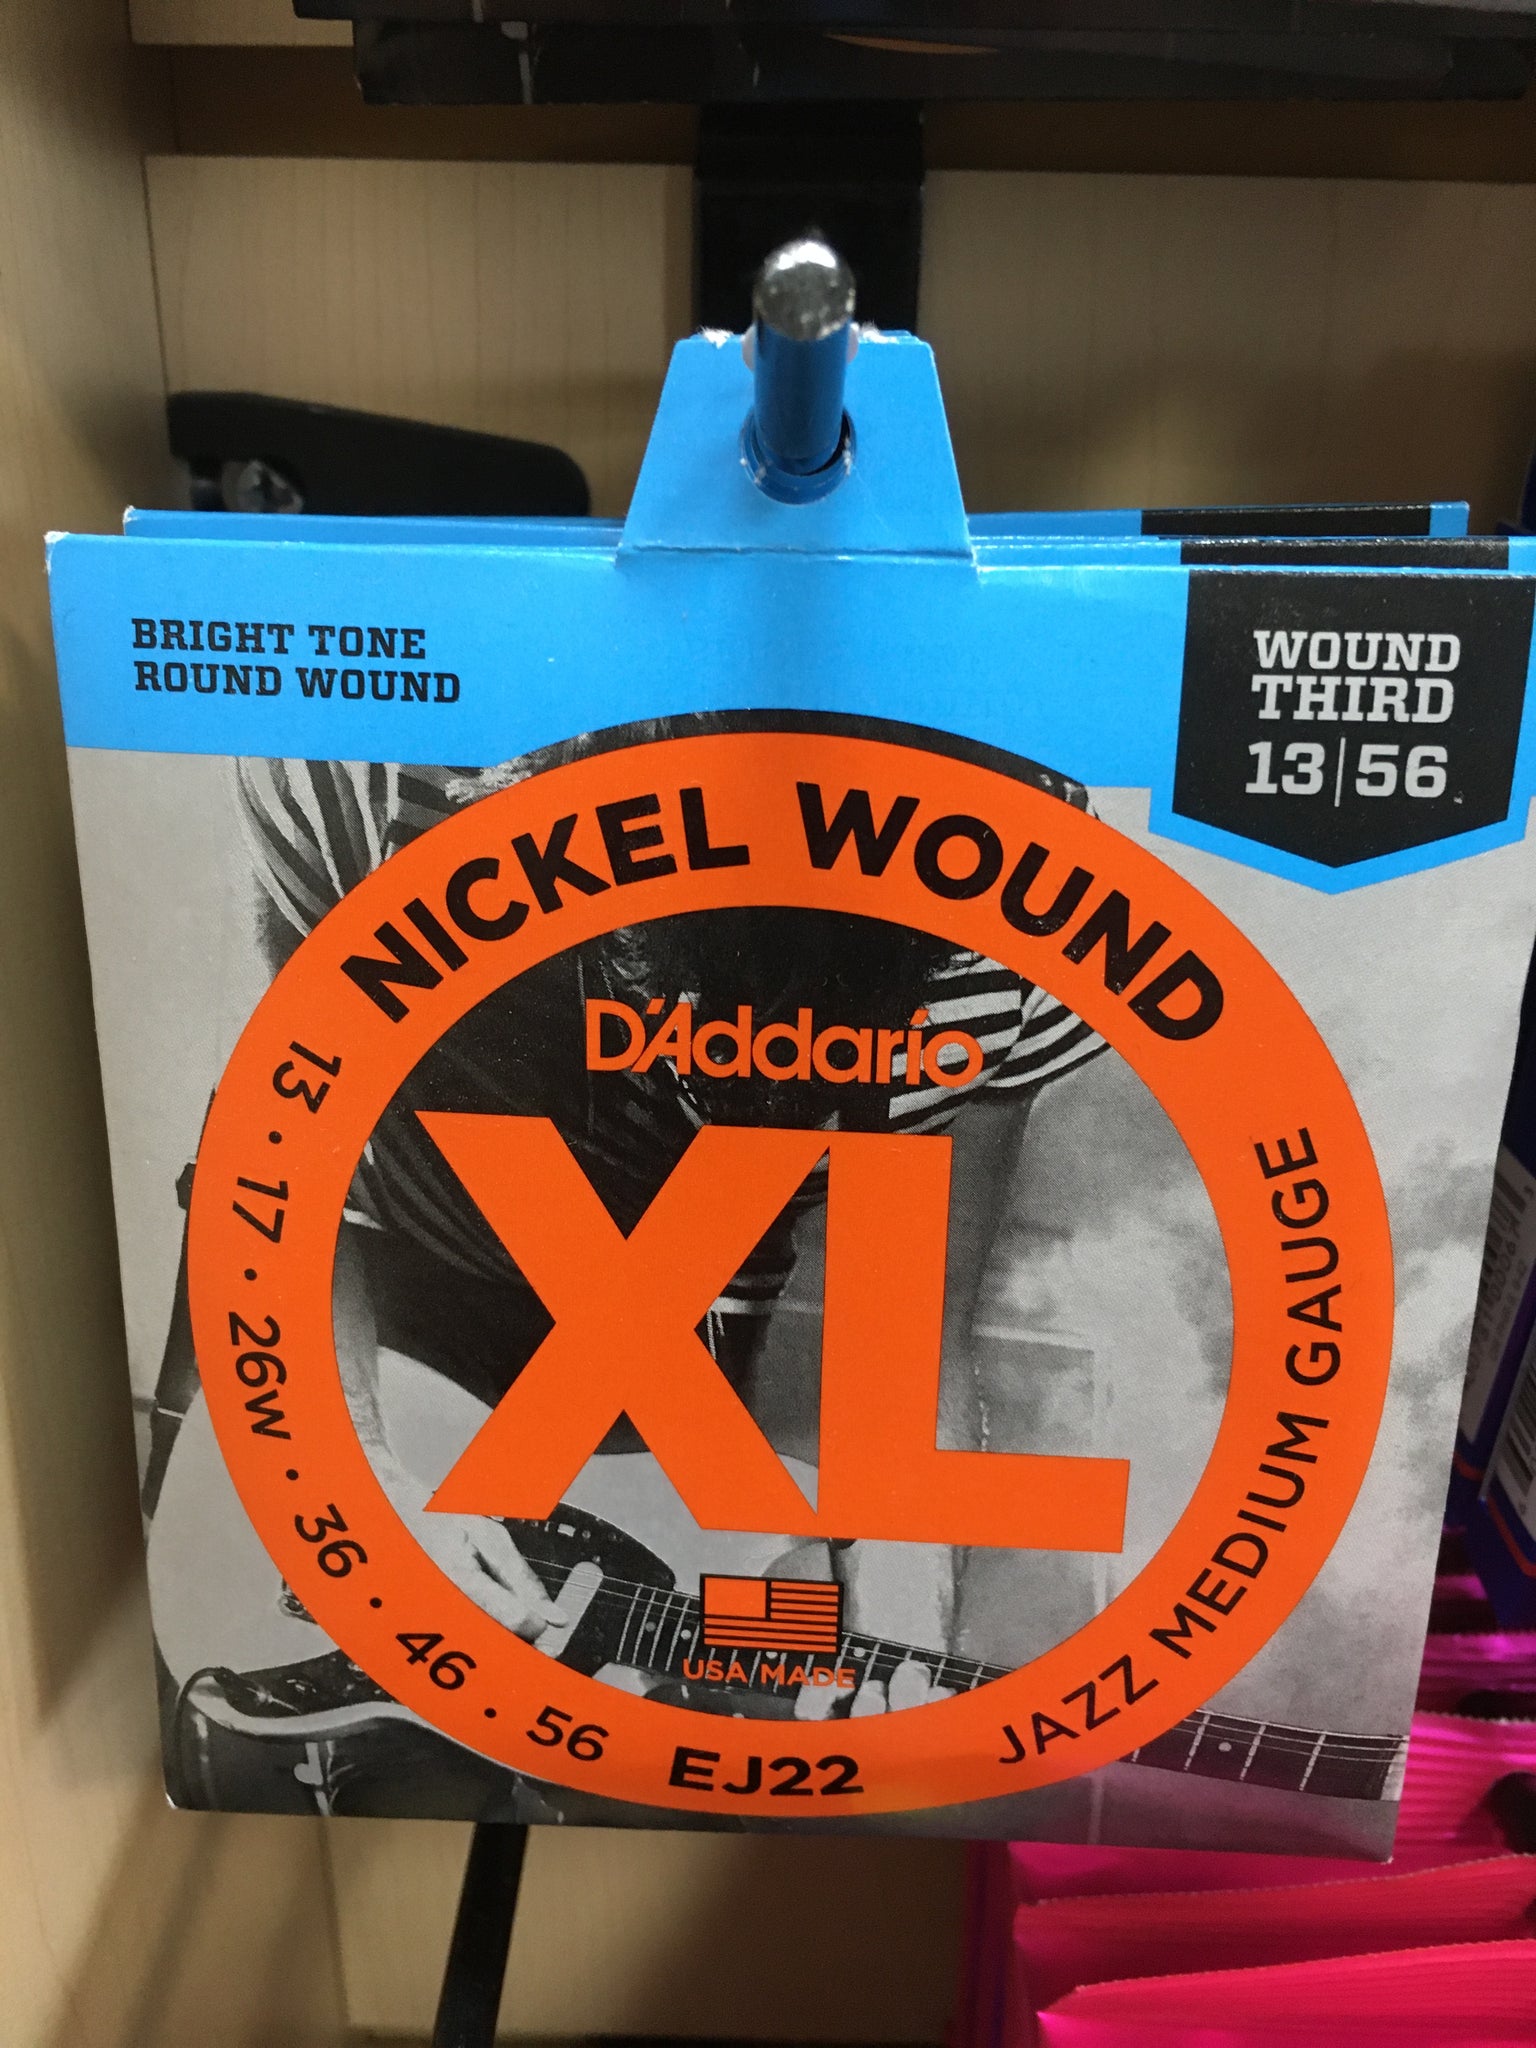 BRIGHT TONE
ROUND WOUND
WOUND
THIRD
13|56
NICKEL WOUND
D'Addario
XL
USA MADE
13 • 17 • 26w • 36 • 46 • 56
EJ22
JAZZ MEDIUM GAUGE